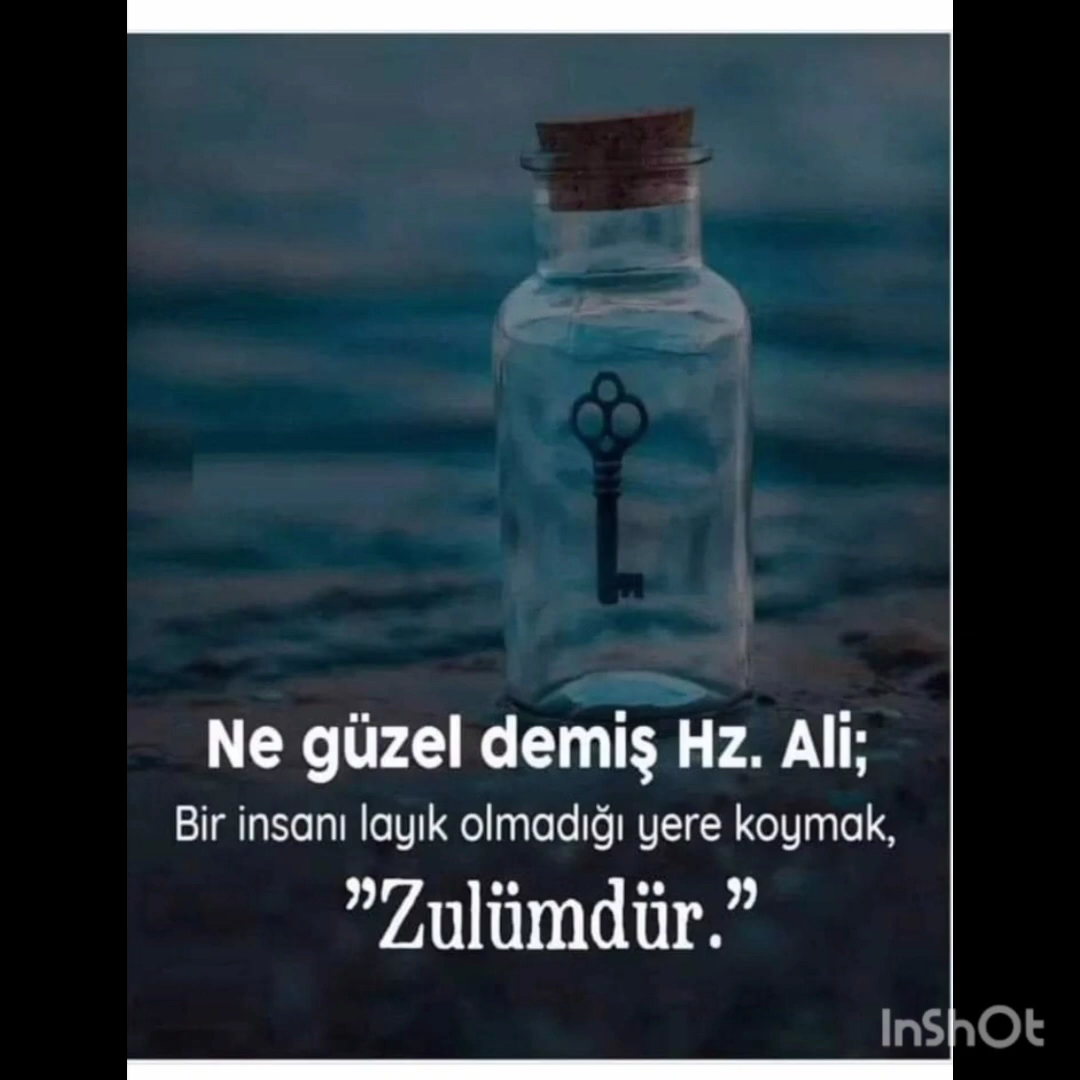 Ne güzel demiş Hz. Ali;
Bir insanı layık olmadığı yere koymak,
”Zulümdür.”
InShOt